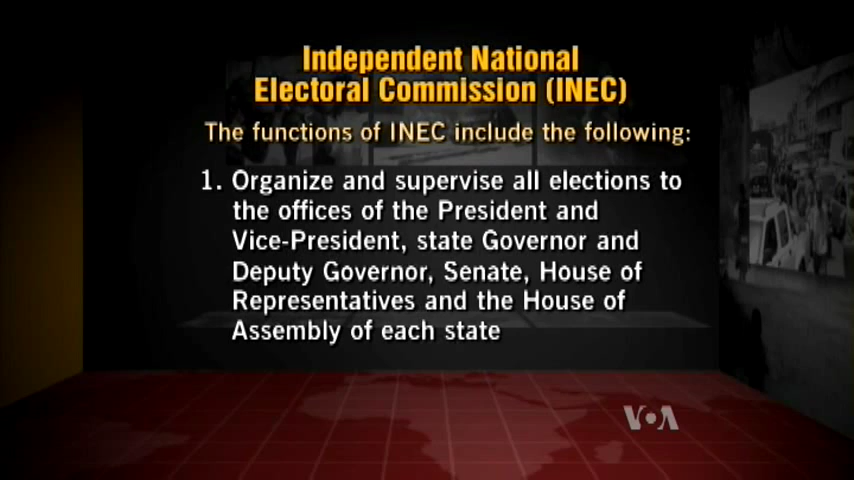 Independent National
Electoral Commission (INEC)
The functions of INEC include the following:
1. Organize and supervise all elections to
the offices of the President and
Vice-President, state Governor and
Deputy Governor, Senate, House of
Representatives and the House of
Assembly of each state
VOA